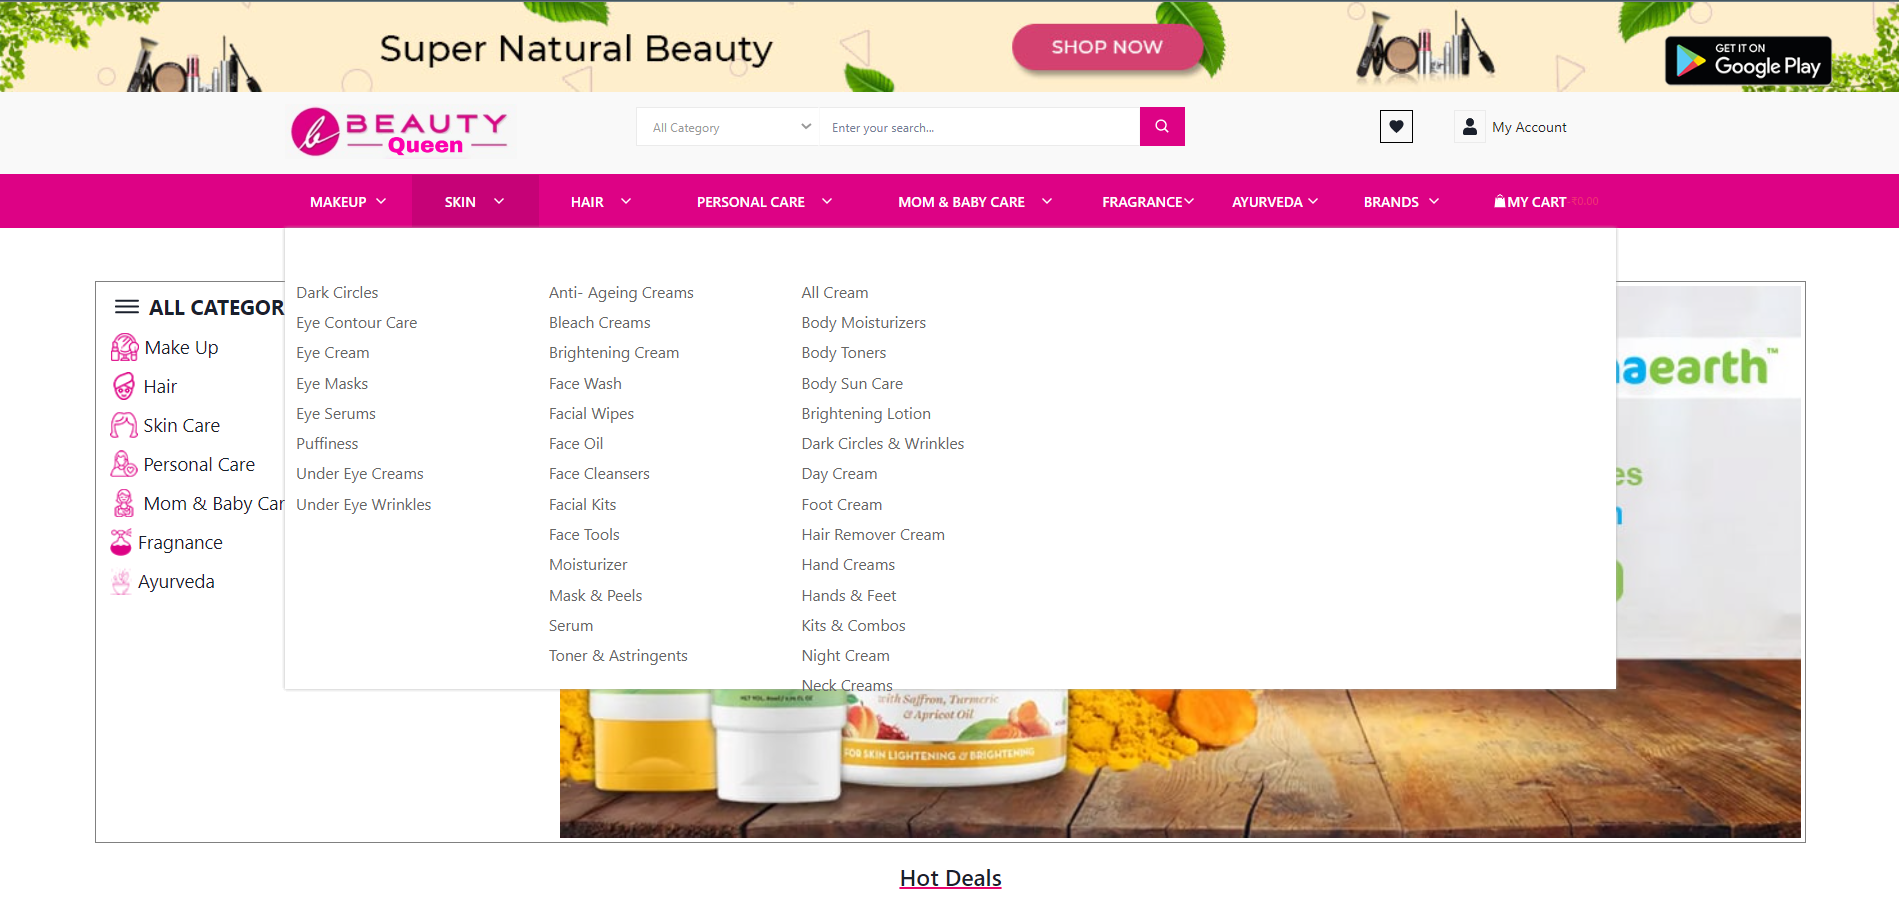 Super Natural Beauty
SHOP NOW
GET IT ON
Google Play
BEAUTY
Queen
All Category
Enter your search...
My Account
MAKEUP
SKIN
HAIR
PERSONAL CARE
MOM & BABY CARE
FRAGRANCE
AYURVEDA
BRANDS
MY CART-₹0.00
ALL CATEGOR
Make Up
Hair
Skin Care
Personal Care
Mom & Baby Car
Fragnance
Ayurveda
Dark Circles
Eye Contour Care
Eye Cream
Eye Masks
Eye Serums
Puffiness
Under Eye Creams
Under Eye Wrinkles
Anti- Ageing Creams
Bleach Creams
Brightening Cream
Face Wash
Facial Wipes
Face Oil
Face Cleansers
Facial Kits
Face Tools
Moisturizer
Mask & Peels
Serum
Toner & Astringents
All Cream
Body Moisturizers
Body Toners
Body Sun Care
Brightening Lotion
Dark Circles & Wrinkles
Day Cream
Foot Cream
Hair Remover Cream
Hand Creams
Hands & Feet
Kits & Combos
Night Cream
Neck Creams
aearth™
es
with Saffron, Turmeric
& Apricot Oil
FOR SKIN LIGHTENING & BRIGHTENING
Hot Deals